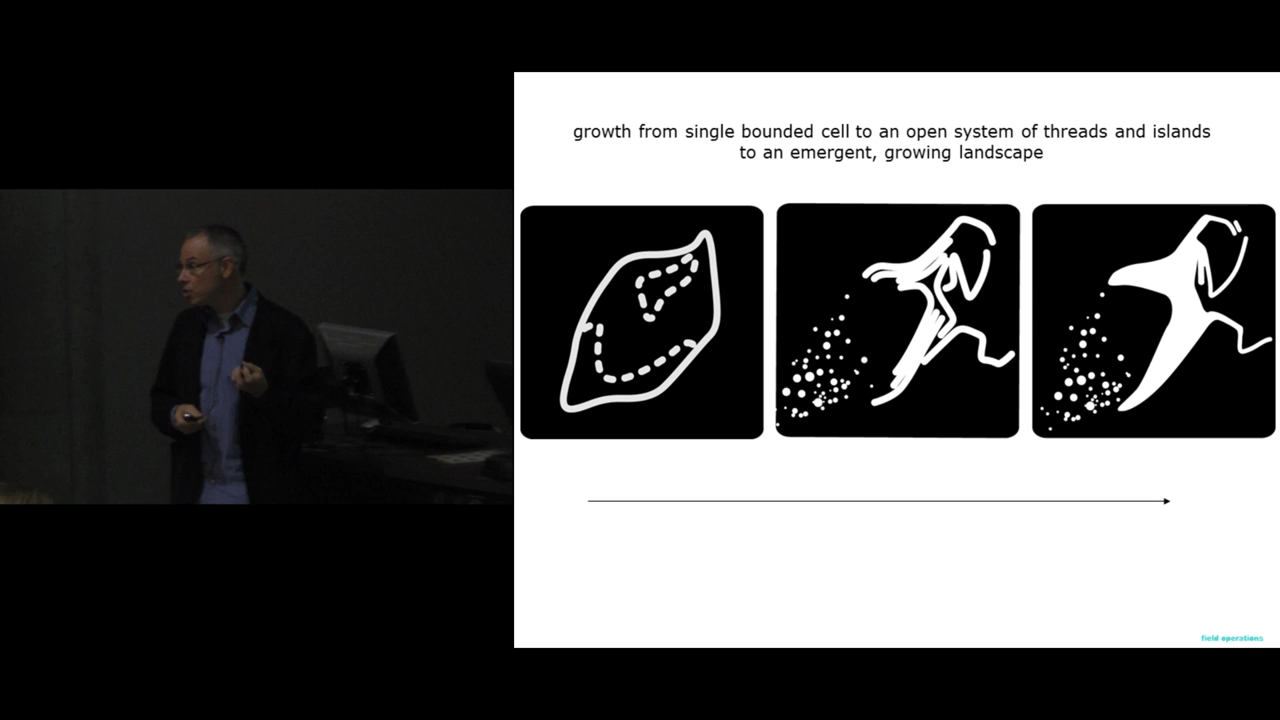 growth from single bounded cell to an open system of threads and islands
to an emergent, growing landscape
field operations